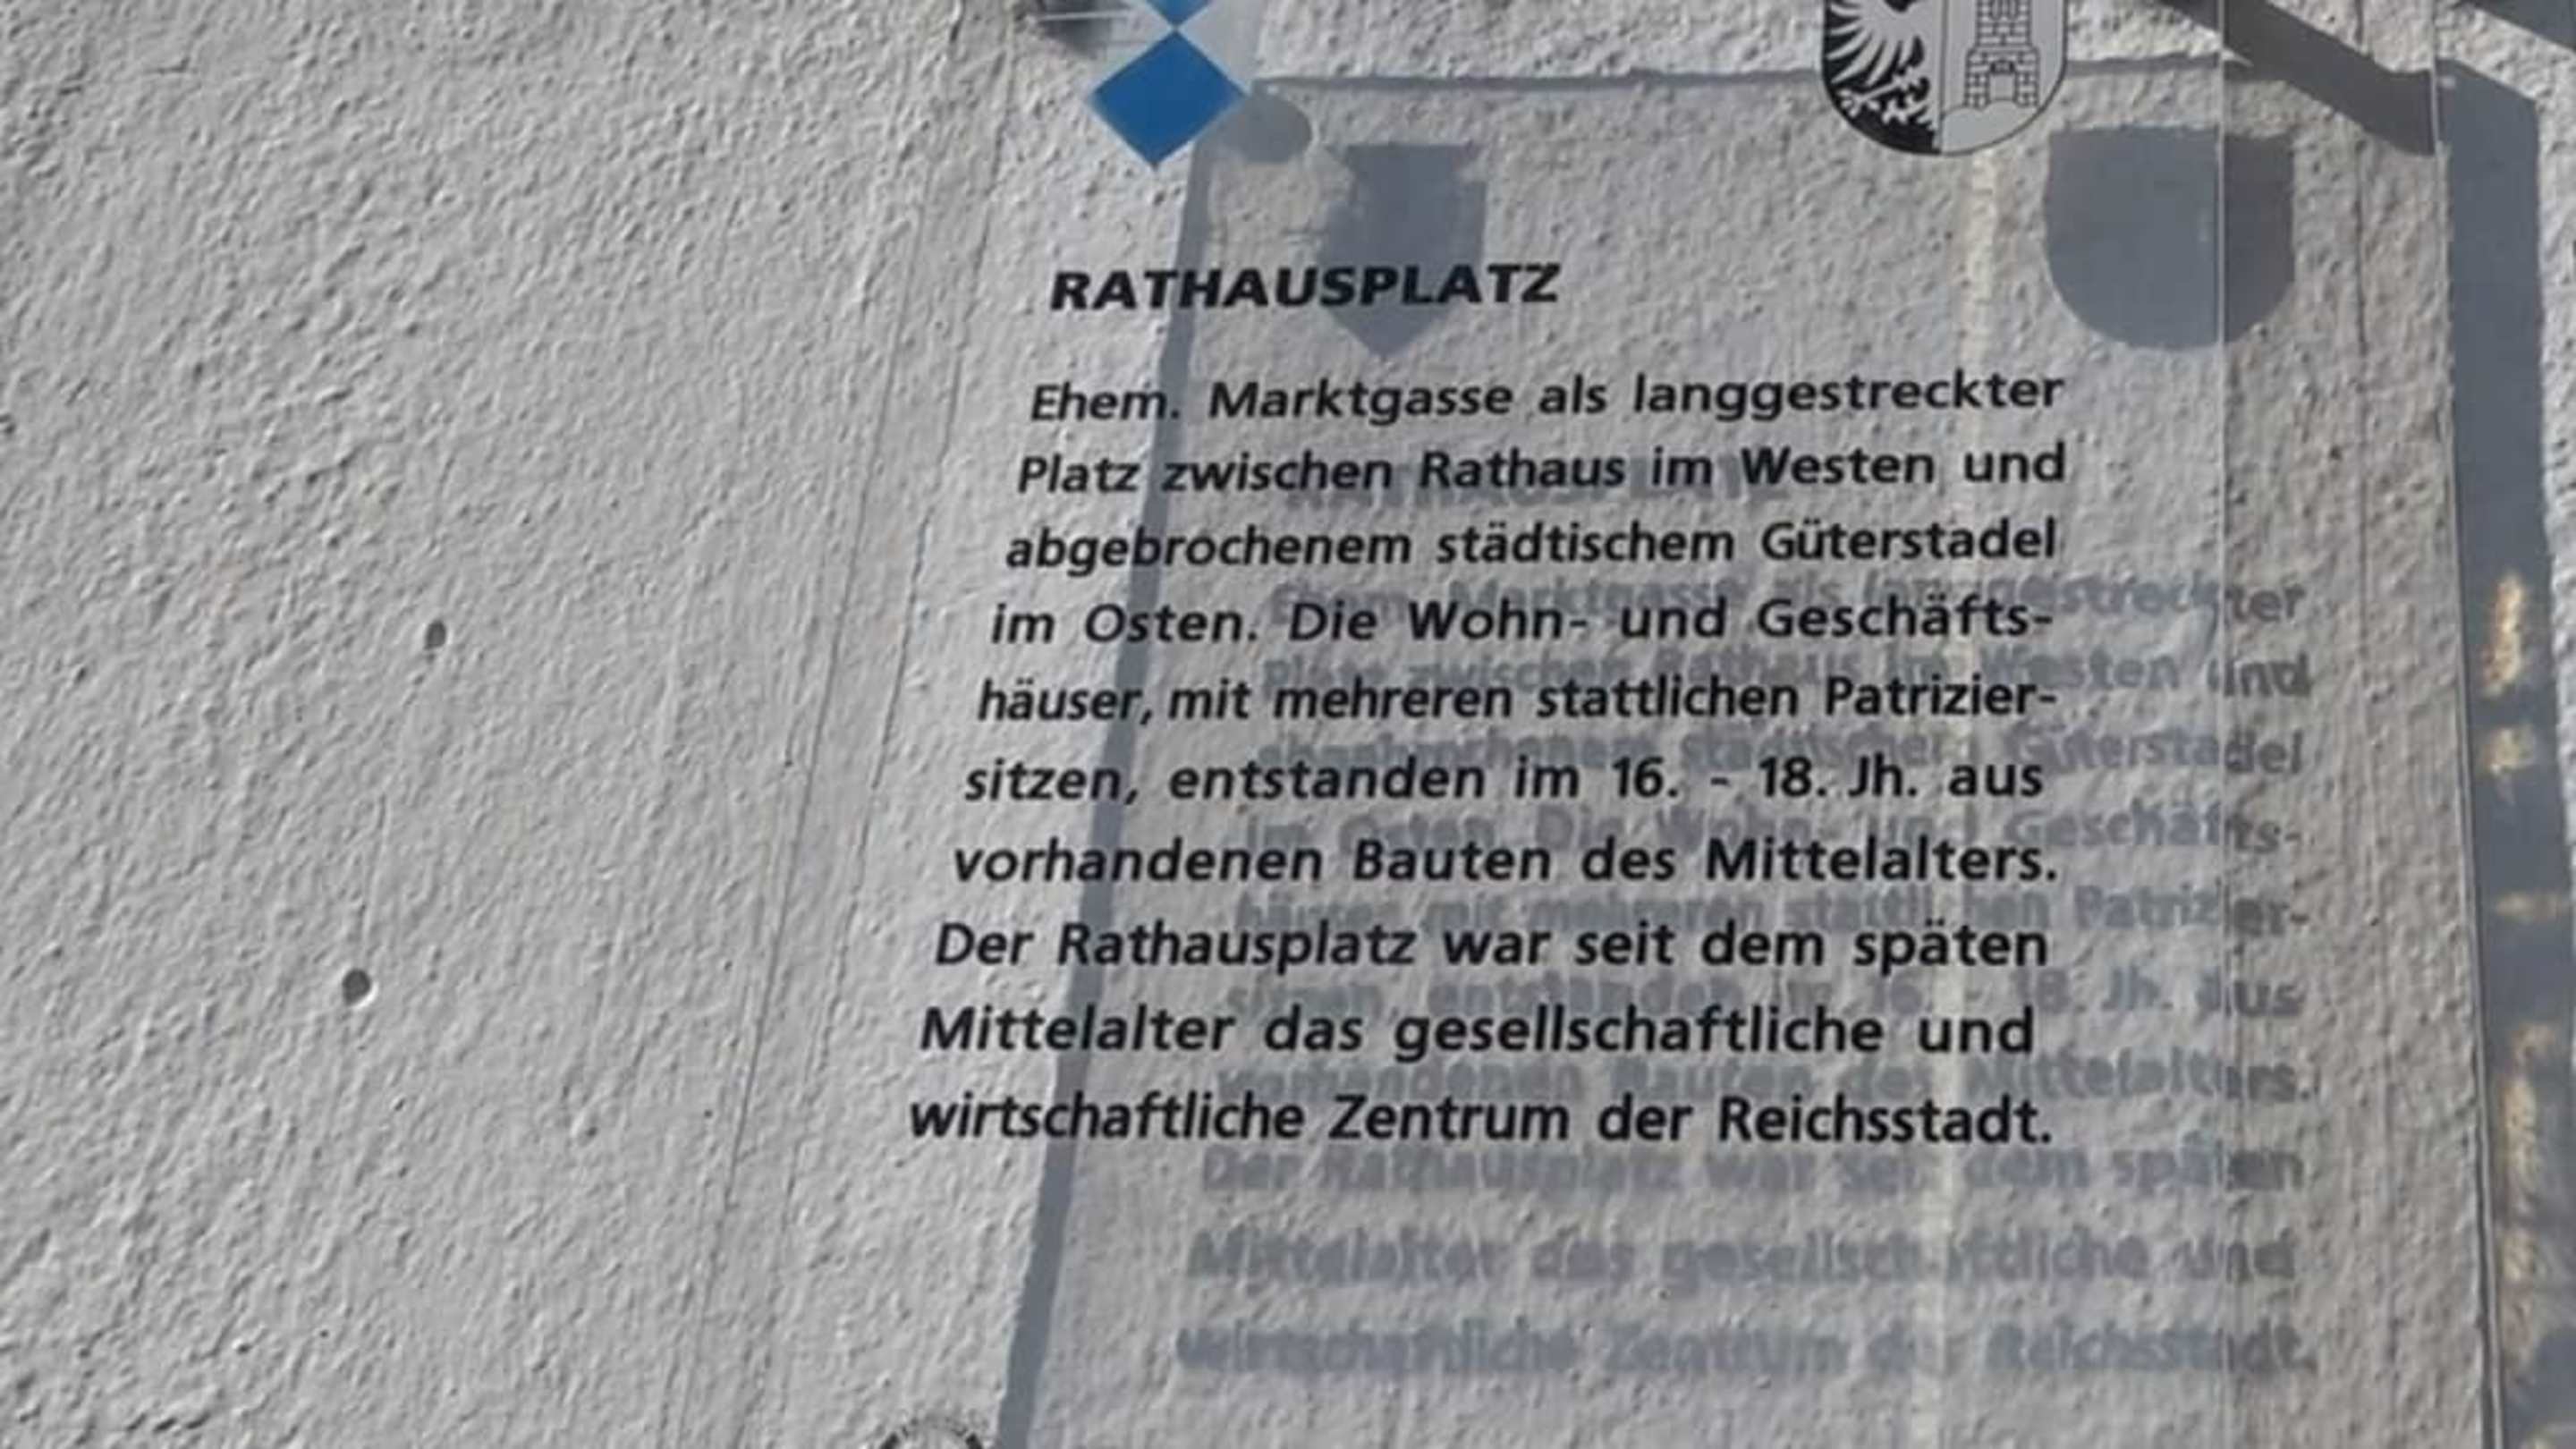 RATHAUSPLATZ
Ehem. Marktgasse als langgestreckter
Platz zwischen Rathaus im Westen und
abgebrochenem städtischem Güterstadel
im Osten. Die Wohn- und Geschäfts-
häuser, mit mehreren stattlichen Patrizier-
sitzen, entstanden im 16. - 18. Jh. aus
vorhandenen Bauten des Mittelalters.
Der Rathausplatz war seit dem späten
Mittelalter das gesellschaftliche und
wirtschaftliche Zentrum der Reichsstadt.